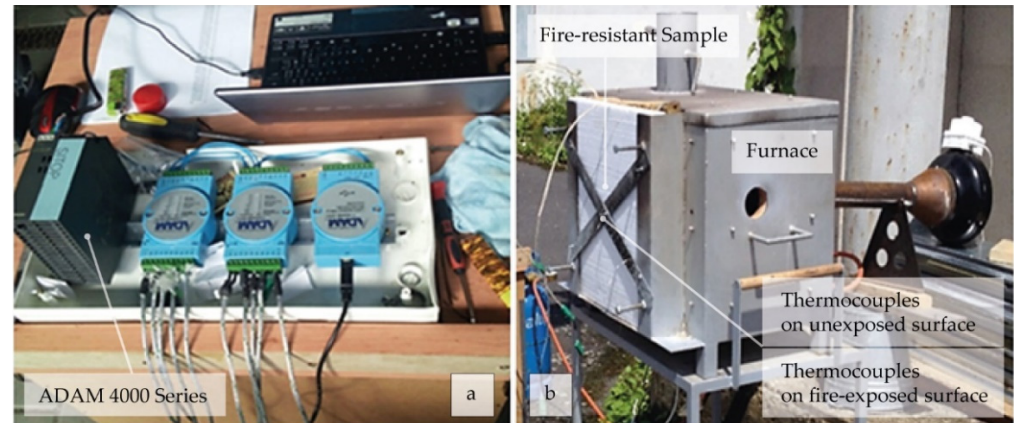 ADAM
ADAM
ADAM
ADAM 4000 Series
a
Fire-resistant Sample
Furnace
Thermocouples
on unexposed surface
Thermocouples
on fire-exposed surface
b